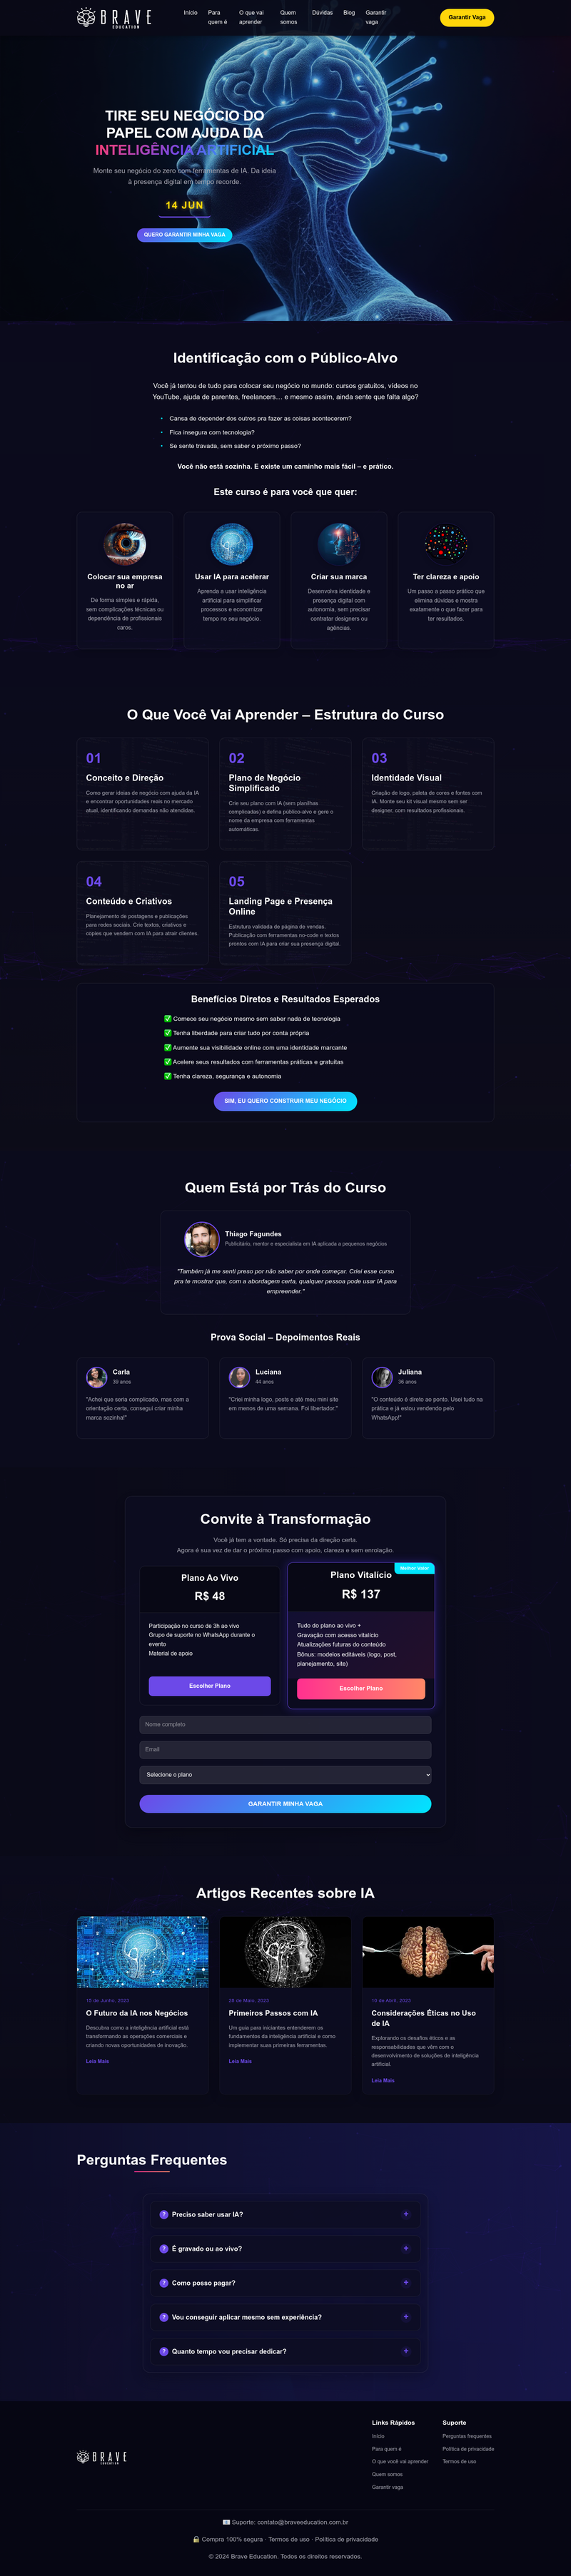 BRAVE
EDUCATION
Início
Para
quem é
O que vai
aprender
Quem
somos
Dúvidas
Blog
Garantir
vaga
Garantir Vaga
TIRE SEU NEGÓCIO DO
PAPEL COM AJUDA DA
INTELIGÊNCIA ARTIFICIAL
Monte seu negócio do zero com ferramentas de IA. Da ideia
à presença digital em tempo recorde.
14 JUN
QUERO GARANTIR MINHA VAGA
Identificação com o Público-Alvo
Você já tentou de tudo para colocar seu negócio no mundo: cursos gratuitos, vídeos no
YouTube, ajuda de parentes, freelancers… e mesmo assim, ainda sente que falta algo?
• Cansa de depender dos outros pra fazer as coisas acontecerem?
• Fica insegura com tecnologia?
• Se sente travada, sem saber o próximo passo?
Você não está sozinha. E existe um caminho mais fácil – e prático.
Este curso é para você que quer:
Colocar sua empresa
no ar
De forma simples e rápida,
sem complicações técnicas ou
dependência de profissionais
caros.
Usar IA para acelerar
Aprenda a usar inteligência
artificial para simplificar
processos e economizar
tempo no seu negócio.
Criar sua marca
Desenvolva identidade e
presença digital com
autonomia, sem precisar
contratar designers ou
agências.
Ter clareza e apoio
Um passo a passo prático que
elimina dúvidas e mostra
exatamente o que fazer para
ter resultados.
O Que Você Vai Aprender – Estrutura do Curso
01
Conceito e Direção
Como gerar ideias de negócio com ajuda da IA
e encontrar oportunidades reais no mercado
atual, identificando demandas não atendidas.
02
Plano de Negócio
Simplificado
Crie seu plano com IA (sem planilhas
complicadas) e defina público-alvo e gere o
nome da empresa com ferramentas
automáticas.
03
Identidade Visual
Criação de logo, paleta de cores e fontes com
IA. Monte seu kit visual mesmo sem ser
designer, com resultados profissionais.
04
Conteúdo e Criativos
Planejamento de postagens e publicações
para redes sociais. Crie textos, criativos e
copies que vendem com IA para atrair clientes.
05
Landing Page e Presença
Online
Estrutura validada de página de vendas.
Publicação com ferramentas no-code e textos
prontos com IA para criar sua presença digital.
Benefícios Diretos e Resultados Esperados
✅ Comece seu negócio mesmo sem saber nada de tecnologia
✅ Tenha liberdade para criar tudo por conta própria
✅ Aumente sua visibilidade online com uma identidade marcante
✅ Acelere seus resultados com ferramentas práticas e gratuitas
✅ Tenha clareza, segurança e autonomia
SIM, EU QUERO CONSTRUIR MEU NEGÓCIO
Quem Está por Trás do Curso
Thiago Fagundes
Publicitário, mentor e especialista em IA aplicada a pequenos negócios
"Também já me senti preso por não saber por onde começar. Criei esse curso
pra te mostrar que, com a abordagem certa, qualquer pessoa pode usar IA para
empreender."
Prova Social – Depoimentos Reais
Carla
39 anos
"Achei que seria complicado, mas com a
orientação certa, consegui criar minha
marca sozinha!"
Luciana
44 anos
"Criei minha logo, posts e até meu mini site
em menos de uma semana. Foi libertador."
Juliana
36 anos
"O conteúdo é direto ao ponto. Usei tudo na
prática e já estou vendendo pelo
WhatsApp!"
Convite à Transformação
Você já tem a vontade. Só precisa da direção certa.
Agora é sua vez de dar o próximo passo com apoio, clareza e sem enrolação.
Plano Ao Vivo
R$ 48
Participação no curso de 3h ao vivo
Grupo de suporte no WhatsApp durante o
evento
Material de apoio
Escolher Plano
Melhor Valor
Plano Vitalício
R$ 137
Tudo do plano ao vivo +
Gravação com acesso vitalício
Atualizações futuras do conteúdo
Bônus: modelos editáveis (logo, post,
planejamento, site)
Escolher Plano
Nome completo
Email
Selecione o plano
GARANTIR MINHA VAGA
Artigos Recentes sobre IA
15 de Junho, 2023
O Futuro da IA nos Negócios
Descubra como a inteligência artificial está
transformando as operações comerciais e
criando novas oportunidades de inovação.
Leia Mais
28 de Maio, 2023
Primeiros Passos com IA
Um guia para iniciantes entenderem os
fundamentos da inteligência artificial e como
implementar suas primeiras ferramentas.
Leia Mais
30 de Abril, 2023
Considerações Éticas no Uso
de IA
Explorando os desafios éticos e as
responsabilidades que vêm com o
desenvolvimento de soluções de inteligência
artificial.
Leia Mais
Perguntas Frequentes
? Preciso saber usar IA? +
? É gravado ou ao vivo? +
? Como posso pagar? +
? Vou conseguir aplicar mesmo sem experiência? +
? Quanto tempo vou precisar dedicar? +
BRAVE
EDUCATION
Links Rápidos
Início
Para quem é
O que você vai aprender
Quem somos
Garantir vaga
Suporte
Perguntas frequentes
Política de privacidade
Termos de uso
📧 Suporte: contato@braveeducation.com.br
🔒 Compra 100% segura · Termos de uso · Política de privacidade
© 2024 Brave Education. Todos os direitos reservados.